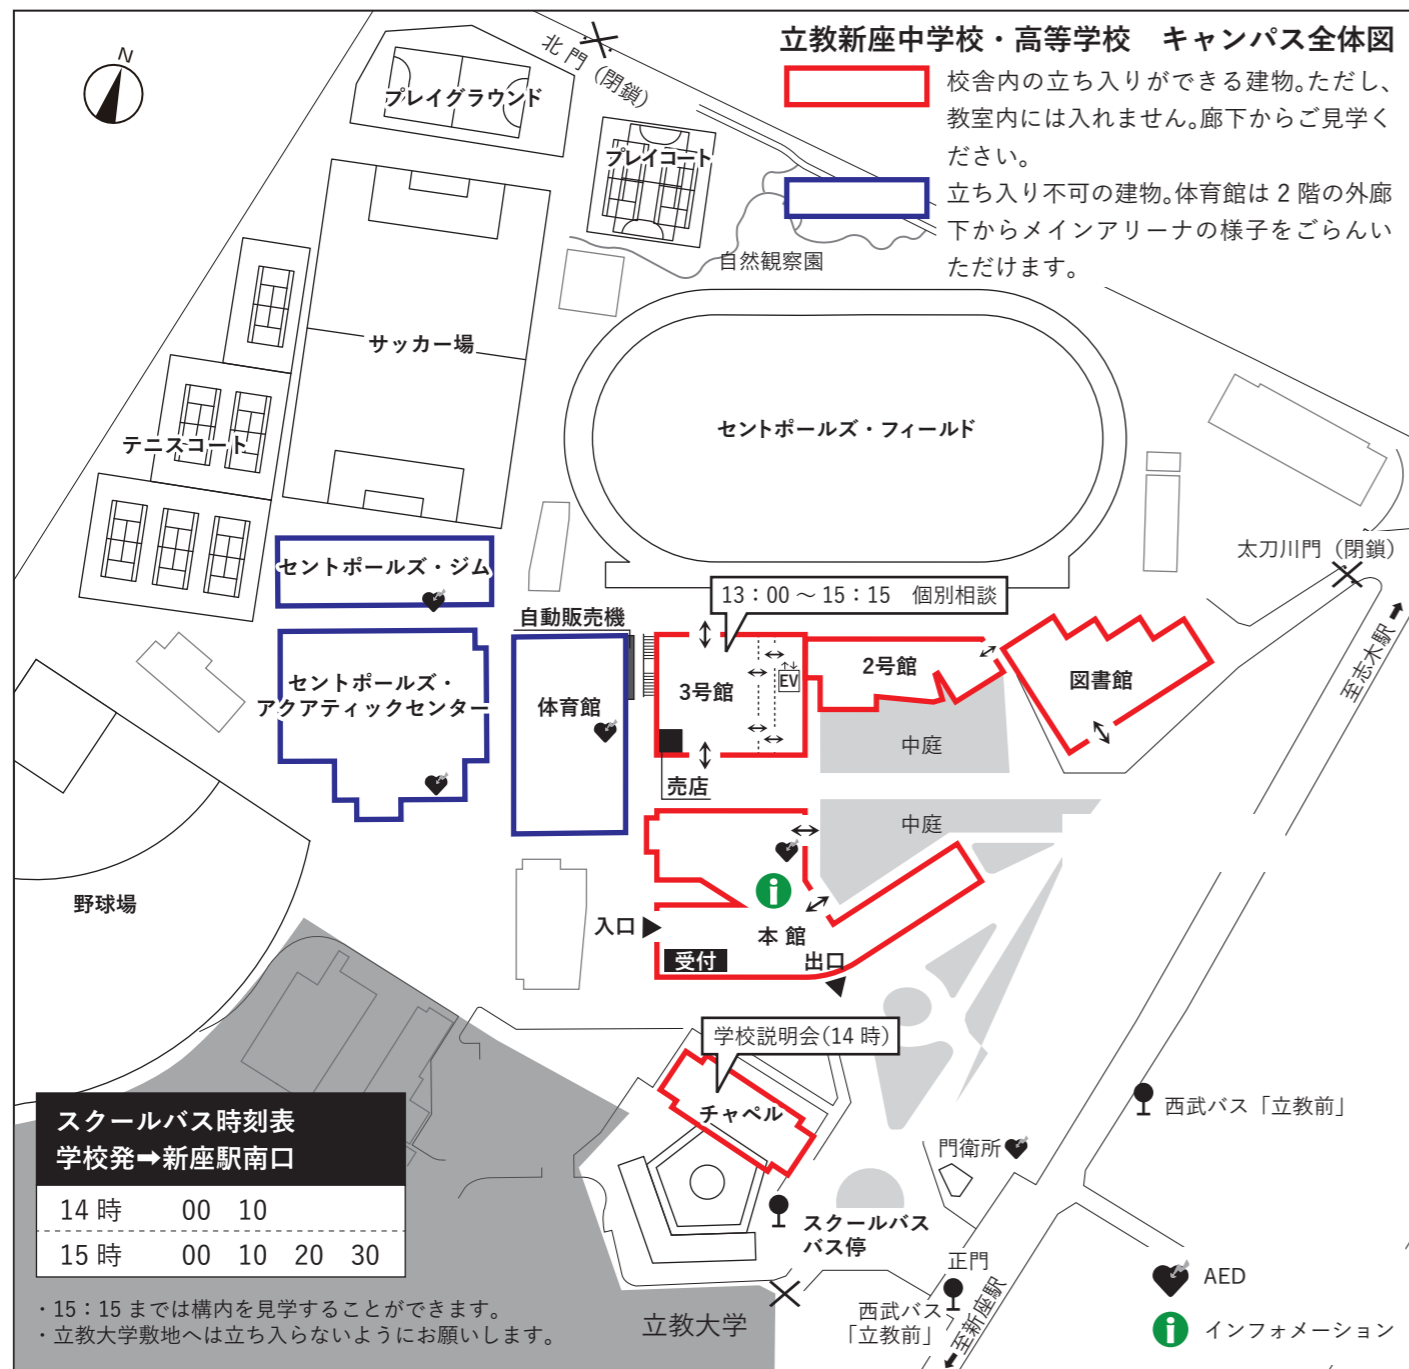 立教新座中学校・高等学校　キャンパス全体図
校舎内の立ち入りができる建物。ただし、
教室内には入れません。廊下からご見学く
ださい。
立ち入り不可の建物。体育館は 2 階の外廊
下からメインアリーナの様子をごらんい
ただけます。
N
北門（閉鎖）
プレイグラウンド
プレイコート
自然観察園
サッカー場
テニスコート
セントポールズ・フィールド
太刀川門（閉鎖）
至志木駅
セントポールズ・ジム
13：00 ～ 15：15　個別相談
自動販売機
セントポールズ・
アクアティックセンター
体育館
3号館
EV
2号館
図書館
中庭
売店
中庭
野球場
入口
本 館
受付
出口
学校説明会(14 時)
チャペル
西武バス「立教前」
門衛所
スクールバス
バス停
正門
西武バス
「立教前」
至新座駅
立教大学
スクールバス時刻表
学校発➡新座駅南口
14 時 00 10
15 時 00 10 20 30
・15：15 までは構内を見学することができます。
・立教大学敷地へは立ち入らないようにお願いします。
AED
i インフォメーション